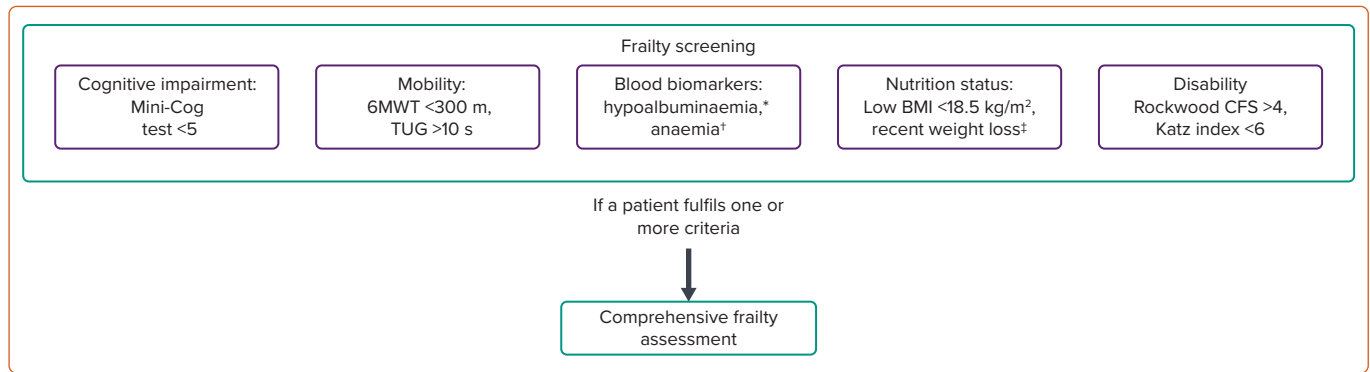 Frailty screening
Cognitive impairment:
Mini-Cog
test <5
Mobility:
6MWT <300 m,
TUG >10 s
Blood biomarkers:
hypoalbuminaemia,*
anaemia†
Nutrition status:
Low BMI <18.5 kg/m²,
recent weight loss‡
Disability
Rockwood CFS >4,
Katz index <6
If a patient fulfils one or
more criteria
Comprehensive frailty
assessment